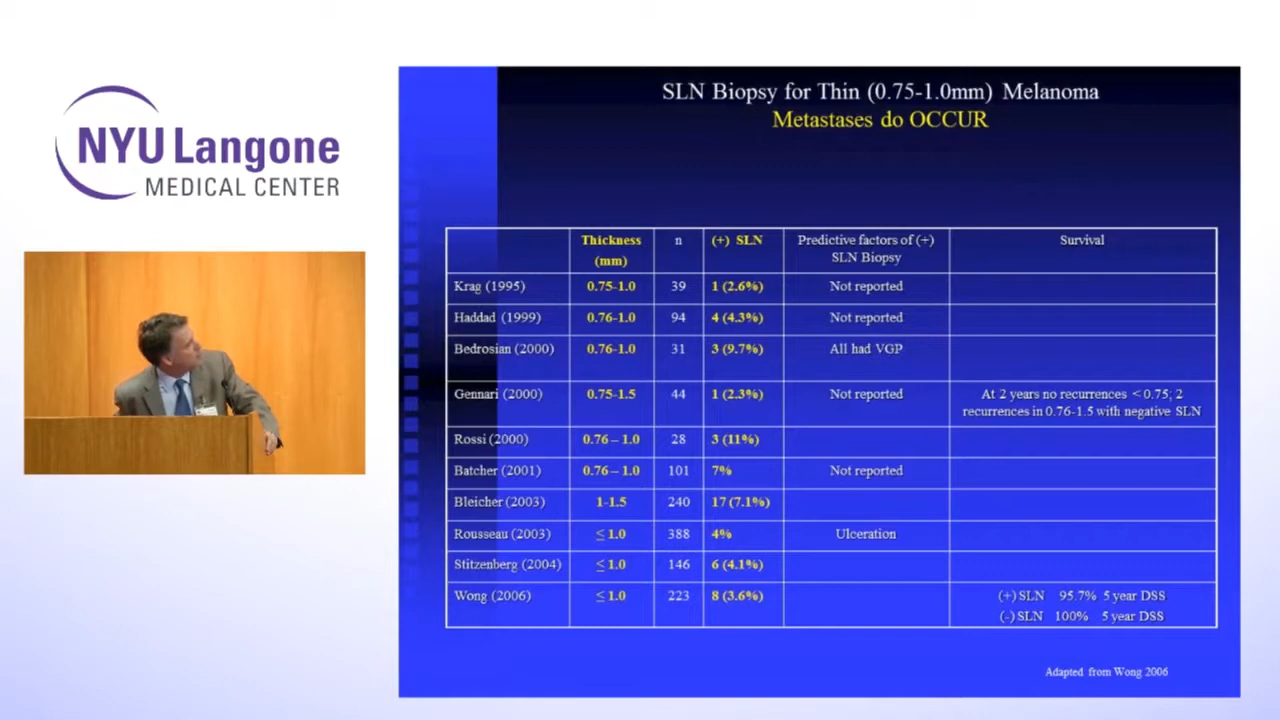 NYU Langone
MEDICAL CENTER
SLN Biopsy for Thin (0.75-1.0mm) Melanoma
Metastases do OCCUR
Thickness (mm) n (+) SLN Predictive factors of (+) SLN Biopsy Survival
Krag (1995) 0.75-1.0 39 1 (2.6%) Not reported
Haddad (1999) 0.76-1.0 94 4 (4.3%) Not reported
Bedrosian (2000) 0.76-1.0 31 3 (9.7%) All had VGP
Gennari (2000) 0.75-1.5 44 1 (2.3%) Not reported At 2 years no recurrences <0.75; 2
recurrences in 0.76-1.5 with negative SLN
Rossi (2000) 0.76 – 1.0 28 3 (11%)
Batcher (2001) 0.76 – 1.0 101 7% Not reported
Bleicher (2003) 1-1.5 240 17 (7.1%)
Rousseau (2003) ≤ 1.0 388 4% Ulceration
Stitzenberg (2004) ≤ 1.0 146 6 (4.1%)
Wong (2006) ≤ 1.0 223 8 (3.6%) (+) SLN 95.7% 5 year DSS
(-) SLN 100% 5 year DSS
Adapted from Wong 2006